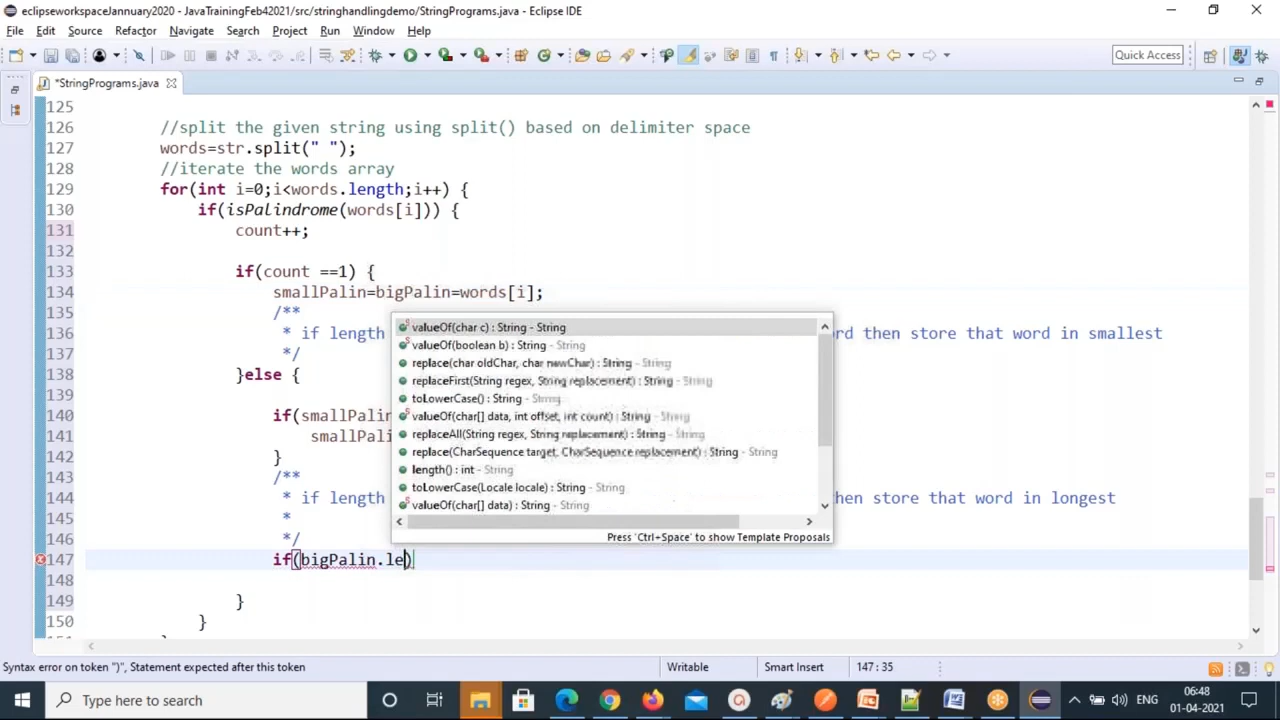 eclipseworkspaceJannuary2020 - JavaTrainingFeb42021/src/stringhandlingdemo/StringPrograms.java - Eclipse IDE
File Edit Source Refactor Navigate Search Project Run Window Help
Quick Access
*StringPrograms.java
125
126 //split the given string using split() based on delimiter space
127 words=str.split(" ");
128 //iterate the words array
129 for(int i=0;i<words.length;i++) {
130 if(isPalindrome(words[i])) {
131 count++;
132
133 if(count ==1) {
134 smallPalin=bigPalin=words[i];
135 /**
136 * if length rd then store that word in smallest
137 */
138 }else {
139
140 if(smallPalin
141 smallPali
142 }
143 /**
144 * if length hen store that word in longest
145 *
146 */
147 if(bigPalin.le)
148
149 }
150 }
151
valueOf(char c) : String - String
valueOf(boolean b) : String - String
replace(char oldChar, char newChar) : String - String
replaceFirst(String regex, String replacement) : String - String
toLowerCase() : String - String
valueOf(char[] data, int offset, int count) : String - String
replaceAll(String regex, String replacement) : String - String
replace(CharSequence target, CharSequence replacement) : String - String
length() : int - String
toLowerCase(Locale locale) : String - String
valueOf(char[] data) : String - String
Press 'Ctrl+Space' to show Template Proposals
Syntax error on token ")", Statement expected after this token
Writable
Smart Insert
147 : 35
Type here to search
ENG
06:48
01-04-2021